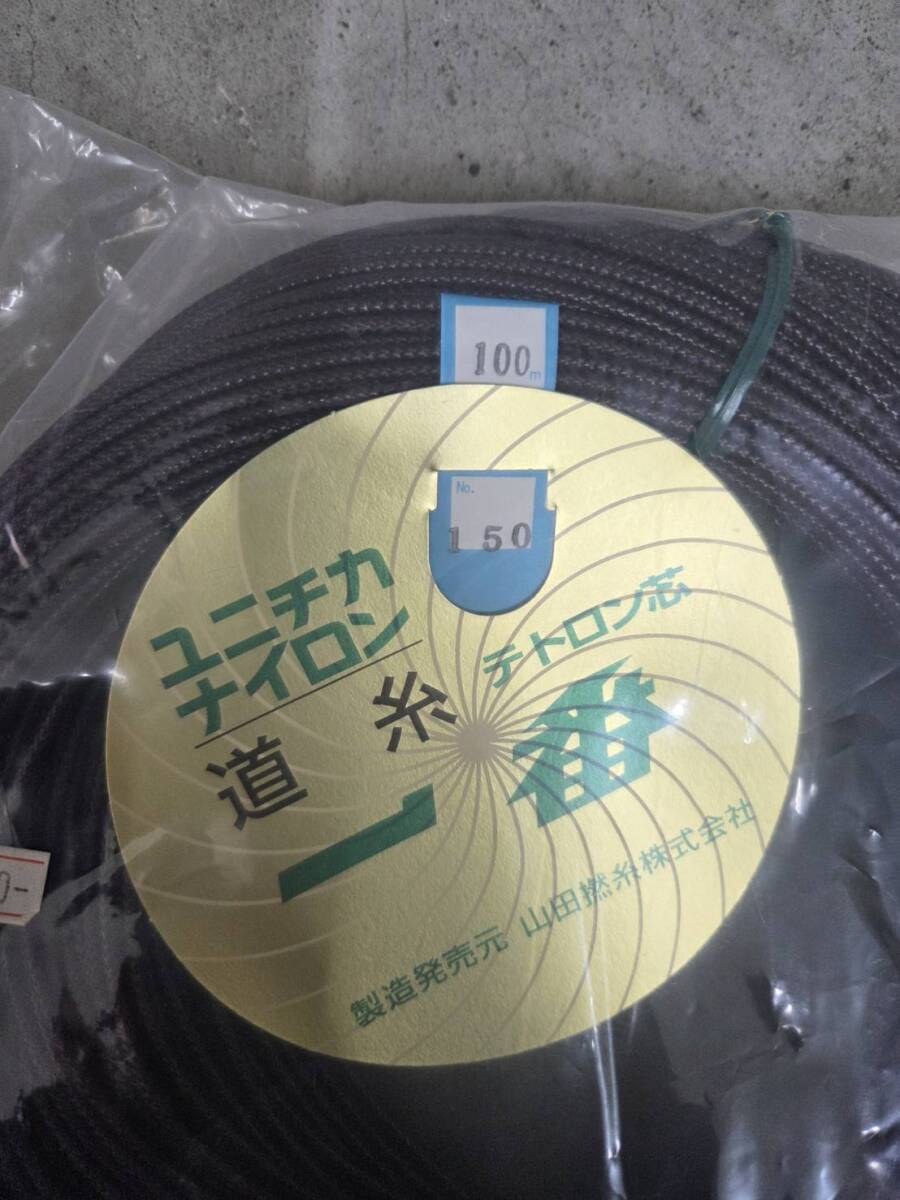 100m
No.
150
ユニチカ
ナイロン
テトロン芯
道糸
一番
製造発売元 山田撚糸株式会社
0-